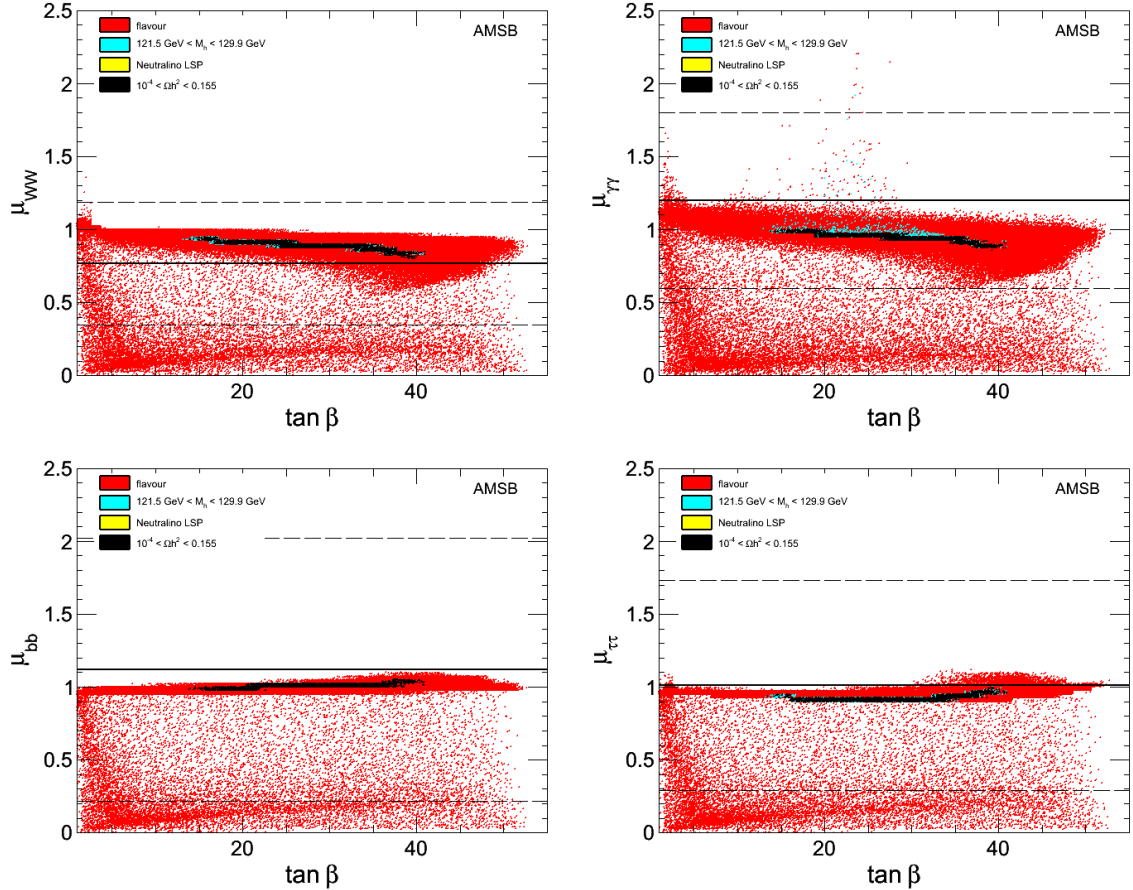 flavour
121.5 GeV < M_h < 129.9 GeV
Neutralino LSP
10^-4 < Ωh^2 < 0.155
AMSB
2.5
2
1.5
1
0.5
0
μ_WW
20
40
tan β
flavour
121.5 GeV < M_h < 129.9 GeV
Neutralino LSP
10^-4 < Ωh^2 < 0.155
AMSB
2.5
2
1.5
1
0.5
0
μ_γγ
20
40
tan β
flavour
121.5 GeV < M_h < 129.9 GeV
Neutralino LSP
10^-4 < Ωh^2 < 0.155
AMSB
2.5
2
1.5
1
0.5
0
μ_bb
20
40
tan β
flavour
121.5 GeV < M_h < 129.9 GeV
Neutralino LSP
10^-4 < Ωh^2 < 0.155
AMSB
2.5
2
1.5
1
0.5
0
μ_ττ
20
40
tan β